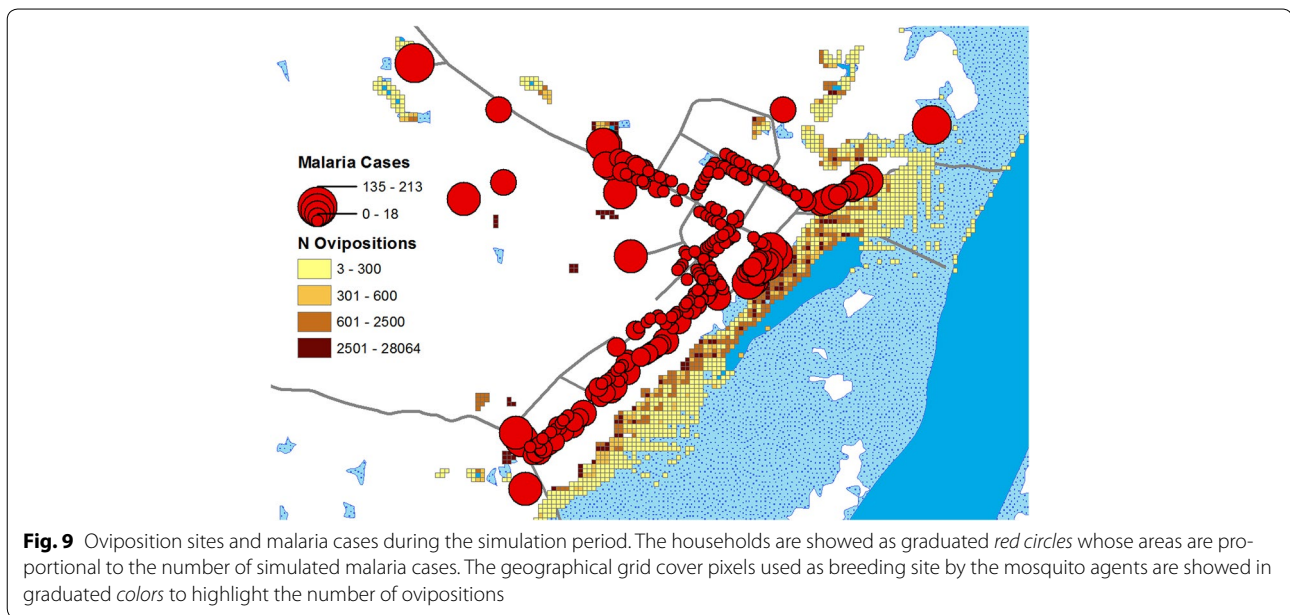 Malaria Cases
135 - 213
0 - 18
N Ovipositions
3 - 300
301 - 600
601 - 2500
2501 - 28064
Fig. 9 Oviposition sites and malaria cases during the simulation period. The households are showed as graduated red circles whose areas are pro-
portional to the number of simulated malaria cases. The geographical grid cover pixels used as breeding site by the mosquito agents are showed in
graduated colors to highlight the number of ovipositions